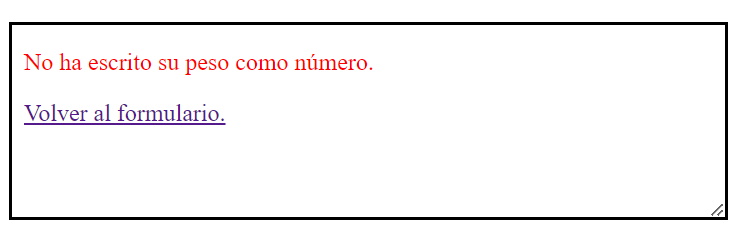 No ha escrito su peso como número.
Volver al formulario.